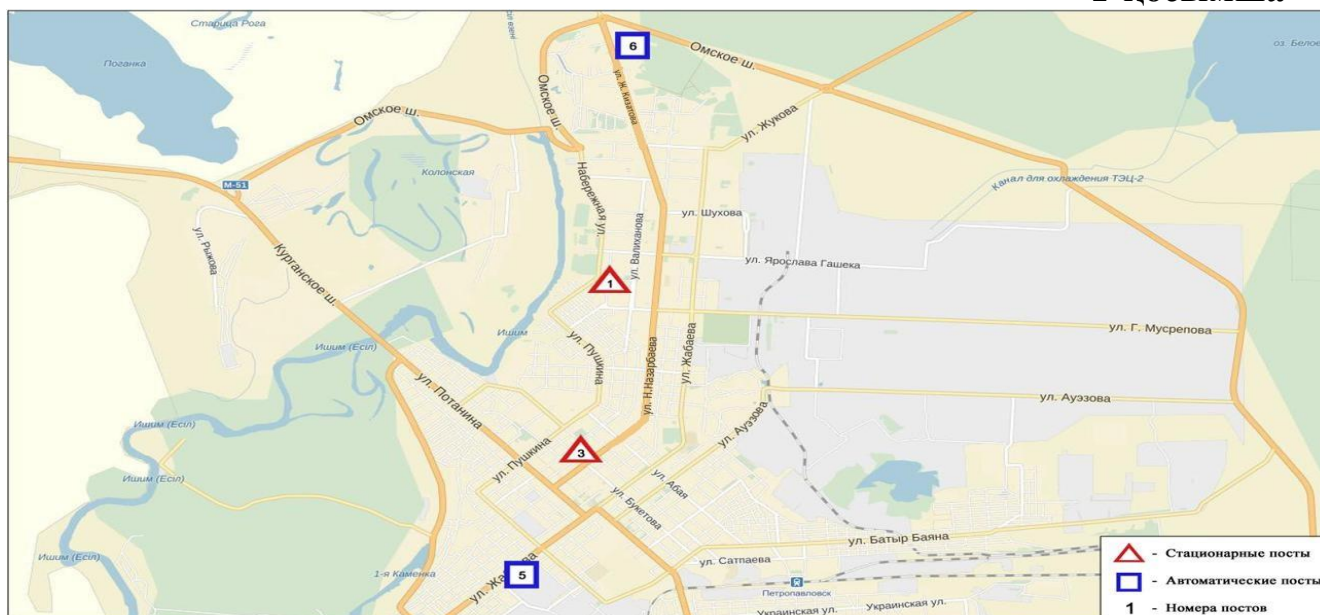 Старица Рога
Поганка
6
Омское ш.
оз. Белое
ул. Ж. Кизатова
Омское ш.
Омское ш.
ул. Жукова
Колонская
Канал для охлаждения ТЭЦ-2
М-51
Набережная ул.
ул. Шухова
ул. Рыжкова
ул. Валиханова
ул. Ярослава Гашека
Курганское ш.
1
Ишим
ул. Г. Мусрепова
ул. Пушкина
Ишим (Есіл)
ул. Н.Назарбаева
ул. Жабаева
ул. Потанина
ул. Ауэзова
ул. Ауэзова
Ишим (Есіл)
ул. Пушкина
3
Ишим (Есіл)
ул. Абая
ул. Букетова
ул. Батыр Баяна
Ишим (Есіл)
ул. Сатпаева
1-я Каменка
5
Петропавловск
Украинская ул.
Украинская ул.
- Стационарные посты
- Автоматические посты
1 - Номера постов